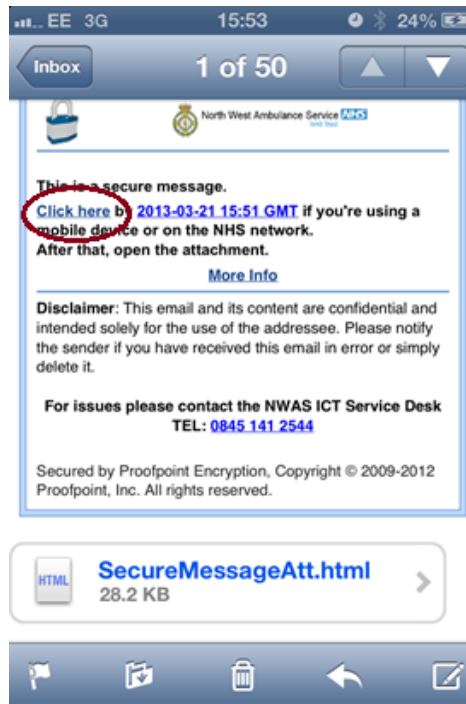 EE 3G 15:53 24%
Inbox 1 of 50
North West Ambulance Service NHS
NHS Trust
This is a secure message.
Click here by 2013-03-21 15:51 GMT if you're using a
mobile device or on the NHS network.
After that, open the attachment.
More Info
Disclaimer: This email and its content are confidential and
intended solely for the use of the addressee. Please notify
the sender if you have received this email in error or simply
delete it.
For issues please contact the NWAS ICT Service Desk
TEL: 0845 141 2544
Secured by Proofpoint Encryption, Copyright © 2009-2012
Proofpoint, Inc. All rights reserved.
HTML SecureMessageAtt.html
28.2 KB